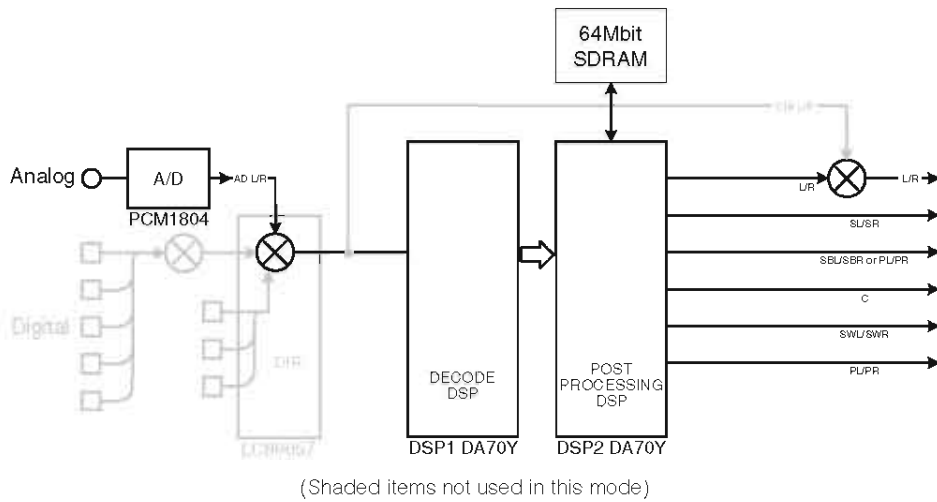 64Mbit
SDRAM
Analog
A/D
AD L/R
PCM1804
Digital
DIR
DECODE
DSP
DSP1 DA70Y
POST
PROCESSING
DSP
DSP2 DA70Y
L/R
L/R
SL/SR
SBL/SBR or PL/PR
C
SWL/SWR
PL/PR
(Shaded items not used in this mode)